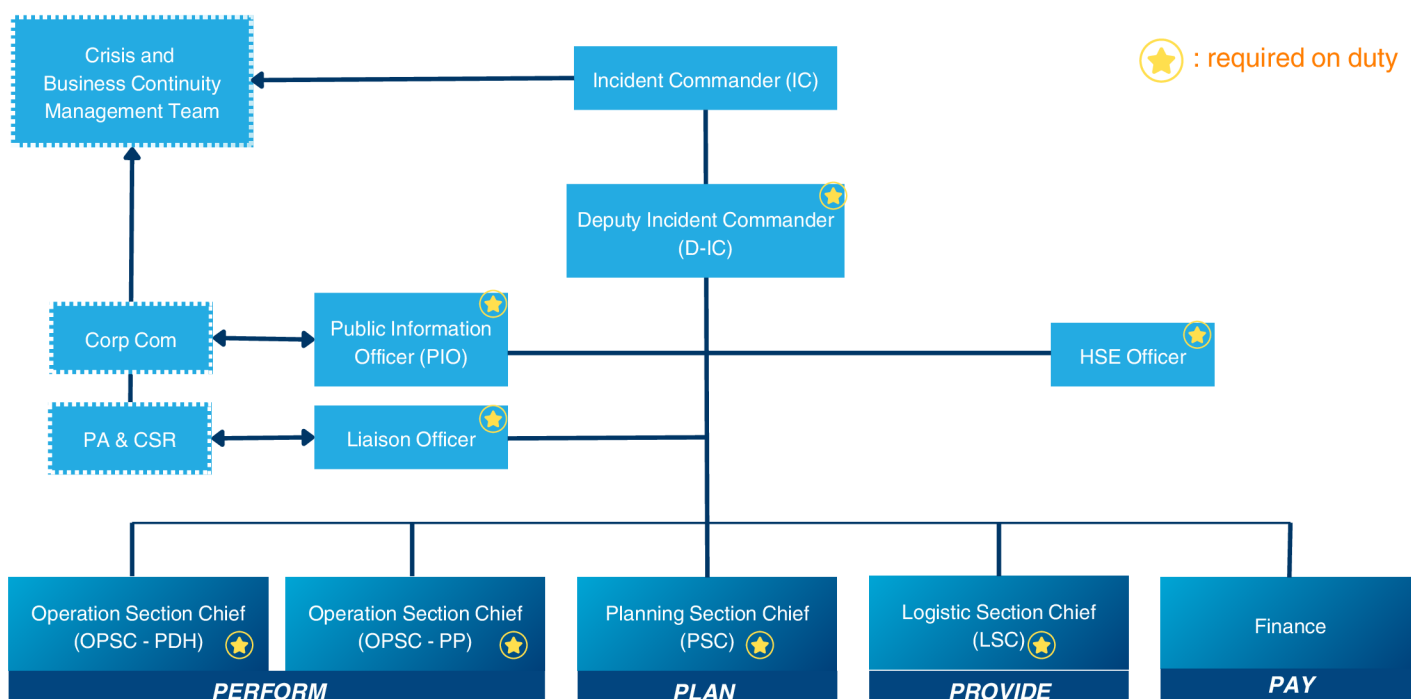 Crisis and
Business Continuity
Management Team
Incident Commander (IC)
: required on duty
Deputy Incident Commander
(D-IC)
Corp Com
Public Information
Officer (PIO)
HSE Officer
PA & CSR
Liaison Officer
Operation Section Chief
(OPSC - PDH)
Operation Section Chief
(OPSC - PP)
Planning Section Chief
(PSC)
Logistic Section Chief
(LSC)
Finance
PERFORM
PLAN
PROVIDE
PAY